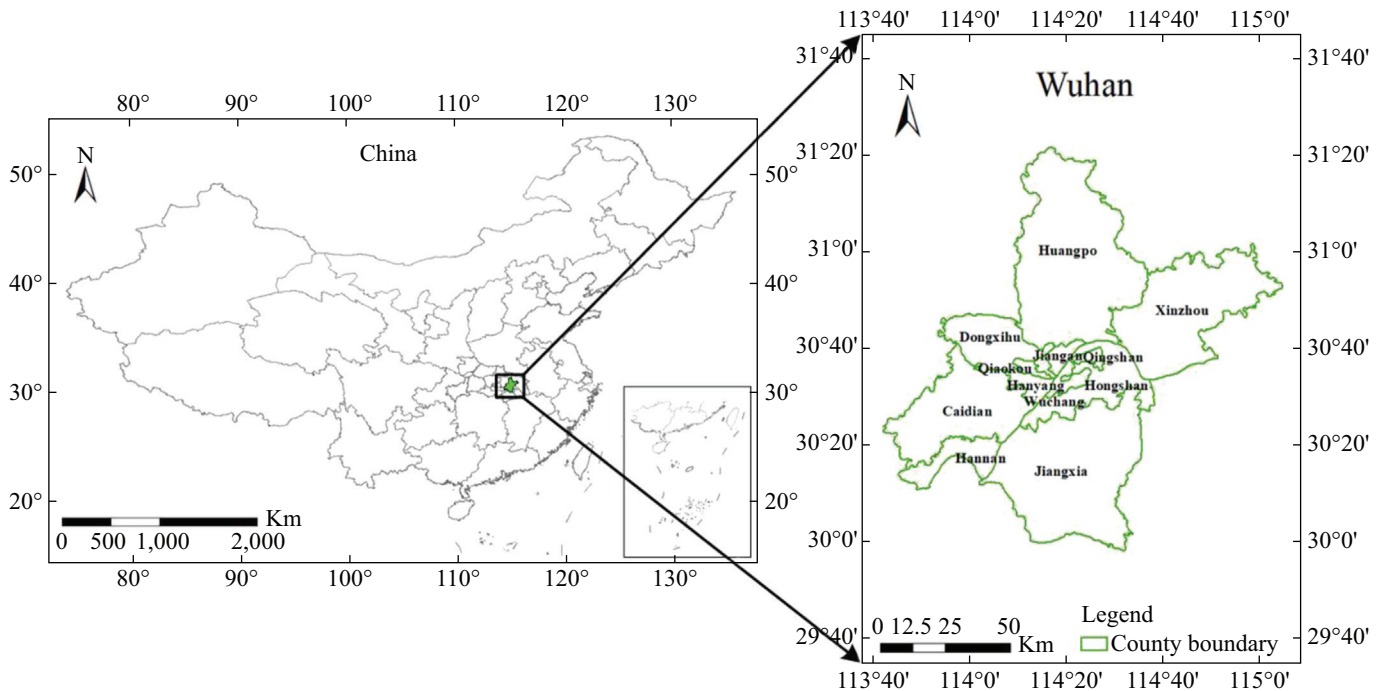 80° 90° 100° 110° 120° 130°
China
N
50° 50°
40° 40°
30° 30°
20° 20°
Km
0 500 1,000 2,000
80° 90° 100° 110° 120° 130°
113°40' 114°0' 114°20' 114°40' 115°0'
31°40' 31°40'
Wuhan
N
31°20' 31°20'
31°0' 31°0'
Huangpo
Xinzhou
Dongxihu
30°40' 30°40'
Jiangan Qingshan
Qiaokou
Hanyang Hongshan
Wuchang
Caidian
30°20' 30°20'
Hannan
Jiangxia
30°0' 30°0'
Legend
0 12.5 25 50
Km
County boundary
29°40' 29°40'
113°40' 114°0' 114°20' 114°40' 115°0'